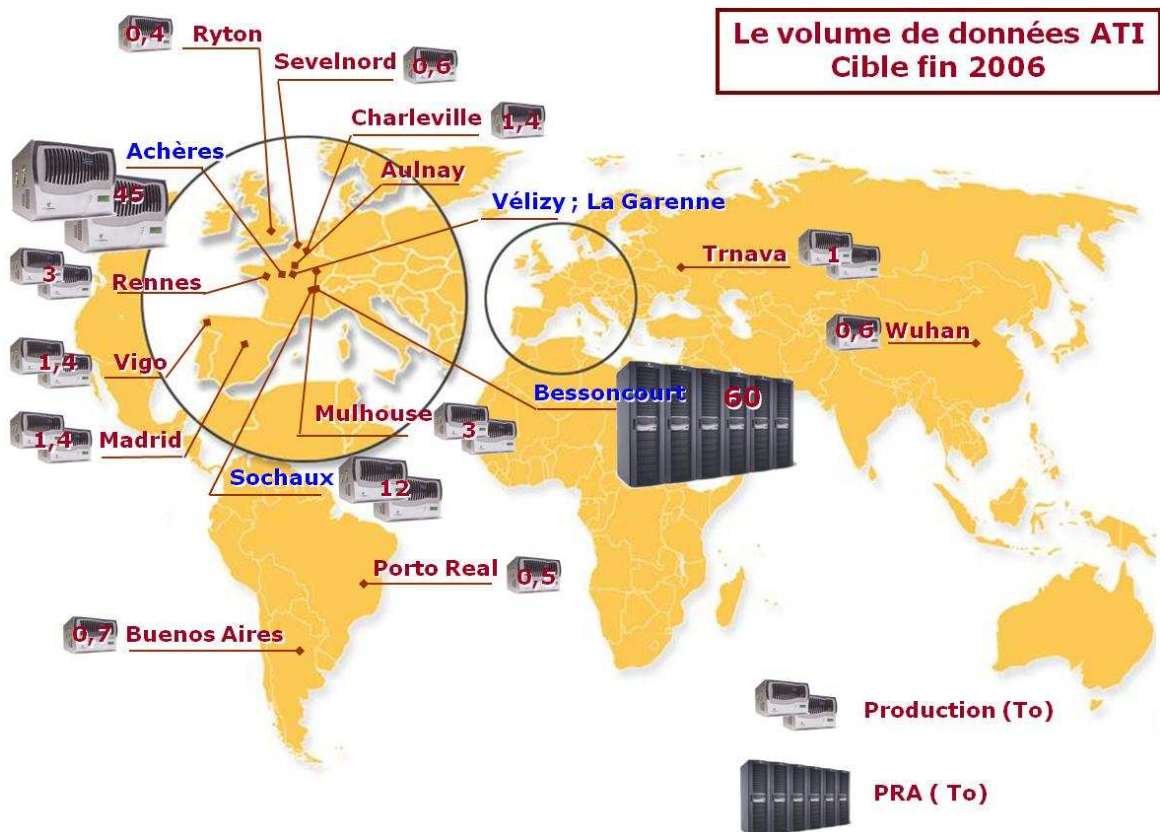 Le volume de données ATI
Cible fin 2006
0,4 Ryton
Sevelnord 0,6
Charleville 1,4
Achères
Aulnay
45
Vélizy ; La Garenne
Trnava 1
3 Rennes
0,6 Wuhan
1,4 Vigo
Bessoncourt 60
1,4 Madrid
Mulhouse 3
Sochaux 12
Porto Real 0,5
0,7 Buenos Aires
Production (To)
PRA ( To)